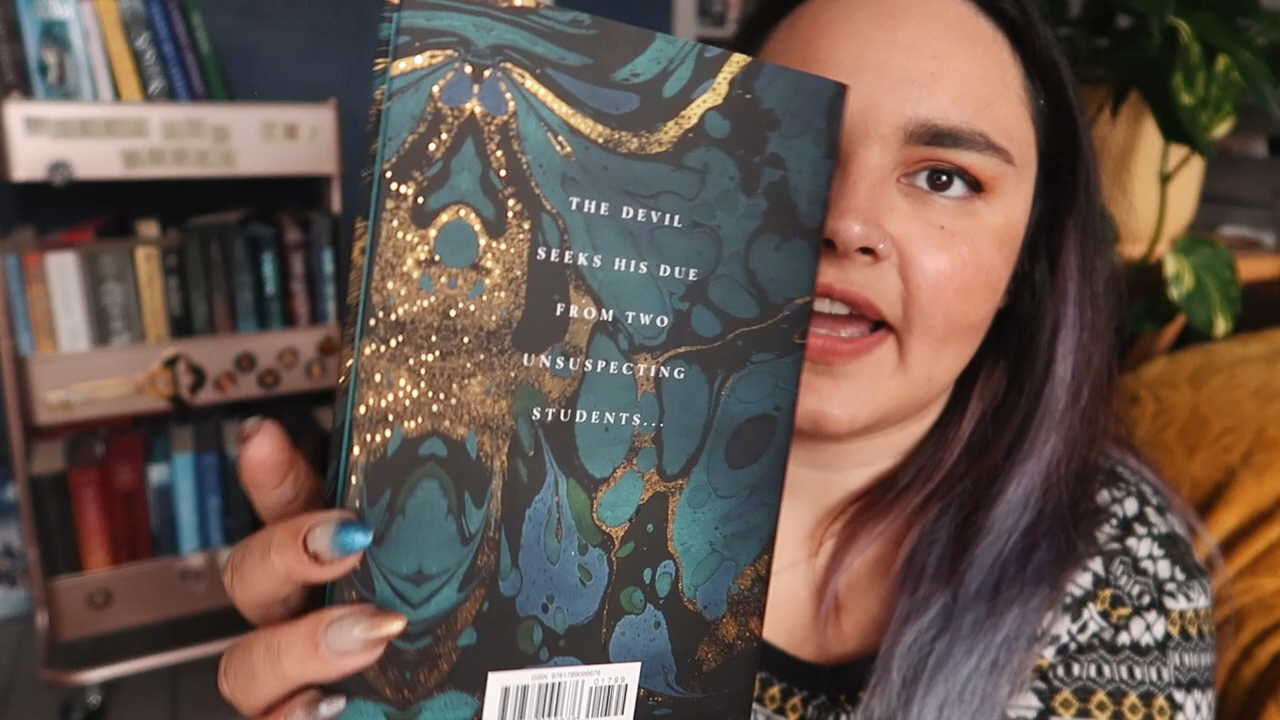 THE DEVIL
SEEKS HIS DUE
FROM TWO
UNSUSPECTING
STUDENTS...